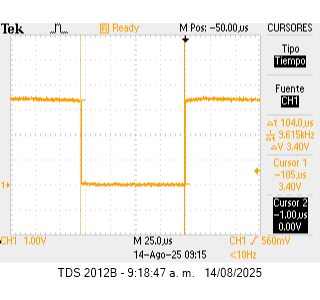 Tek Ready M Pos: -50.00µs CURSORES
Tipo
Tiempo
Fuente
CH1
Δt 104.0µs
1/Δt 9.615kHz
ΔV 3.40V
Cursor 1
-105µs
3.40V
Cursor 2
-1.00µs
0.00V
1
CH1 1.00V M 25.0µs CH1 560mV
14-Ago-25 09:15 <10Hz
TDS 2012B - 9:18:47 a. m. 14/08/2025